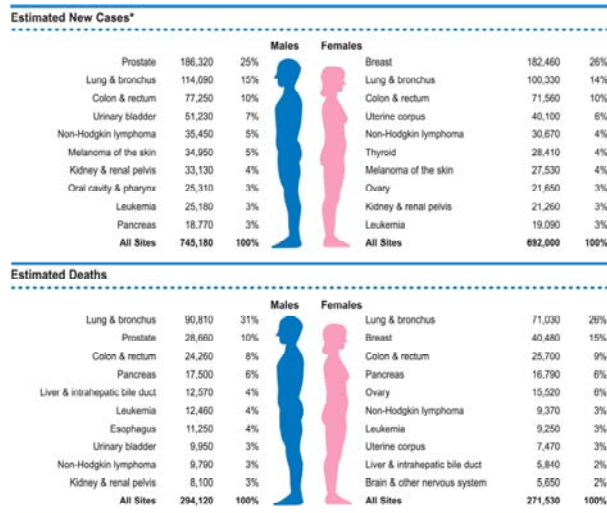 Estimated New Cases*
Males Females
Prostate 186,320 25% Breast 182,460 26%
Lung & bronchus 114,090 15% Lung & bronchus 100,330 14%
Colon & rectum 77,250 10% Colon & rectum 71,560 10%
Urinary bladder 51,230 7% Uterine corpus 40,100 6%
Non-Hodgkin lymphoma 35,450 5% Non-Hodgkin lymphoma 30,670 4%
Melanoma of the skin 34,950 5% Thyroid 28,410 4%
Kidney & renal pelvis 33,130 4% Melanoma of the skin 27,530 4%
Oral cavity & pharynx 25,310 3% Ovary 21,650 3%
Leukemia 25,180 3% Kidney & renal pelvis 21,260 3%
Pancreas 18,770 3% Leukemia 19,090 3%
All Sites 745,180 100% All Sites 692,000 100%
Estimated Deaths
Males Females
Lung & bronchus 90,810 31% Lung & bronchus 71,030 26%
Prostate 28,660 10% Breast 40,480 15%
Colon & rectum 24,260 8% Colon & rectum 25,700 9%
Pancreas 17,500 6% Pancreas 16,790 6%
Liver & intrahepatic bile duct 12,570 4% Ovary 15,520 6%
Leukemia 12,460 4% Non-Hodgkin lymphoma 9,370 3%
Esophagus 11,250 4% Leukemia 9,250 3%
Urinary bladder 9,950 3% Uterine corpus 7,470 3%
Non-Hodgkin lymphoma 9,790 3% Liver & intrahepatic bile duct 5,840 2%
Kidney & renal pelvis 8,100 3% Brain & other nervous system 5,650 2%
All Sites 294,120 100% All Sites 271,530 100%